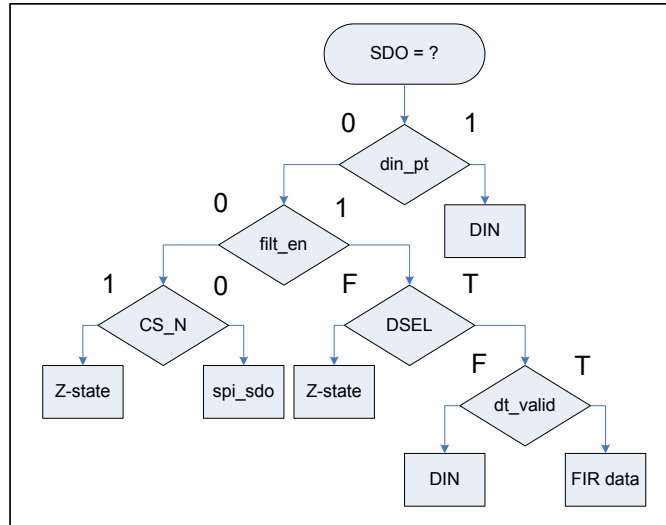 SDO = ?
0 1
din_pt
0 1
DIN
filt_en
1 0 F T
CS_N DSEL
Z-state spi_sdo Z-state F T
dt_valid
DIN FIR data